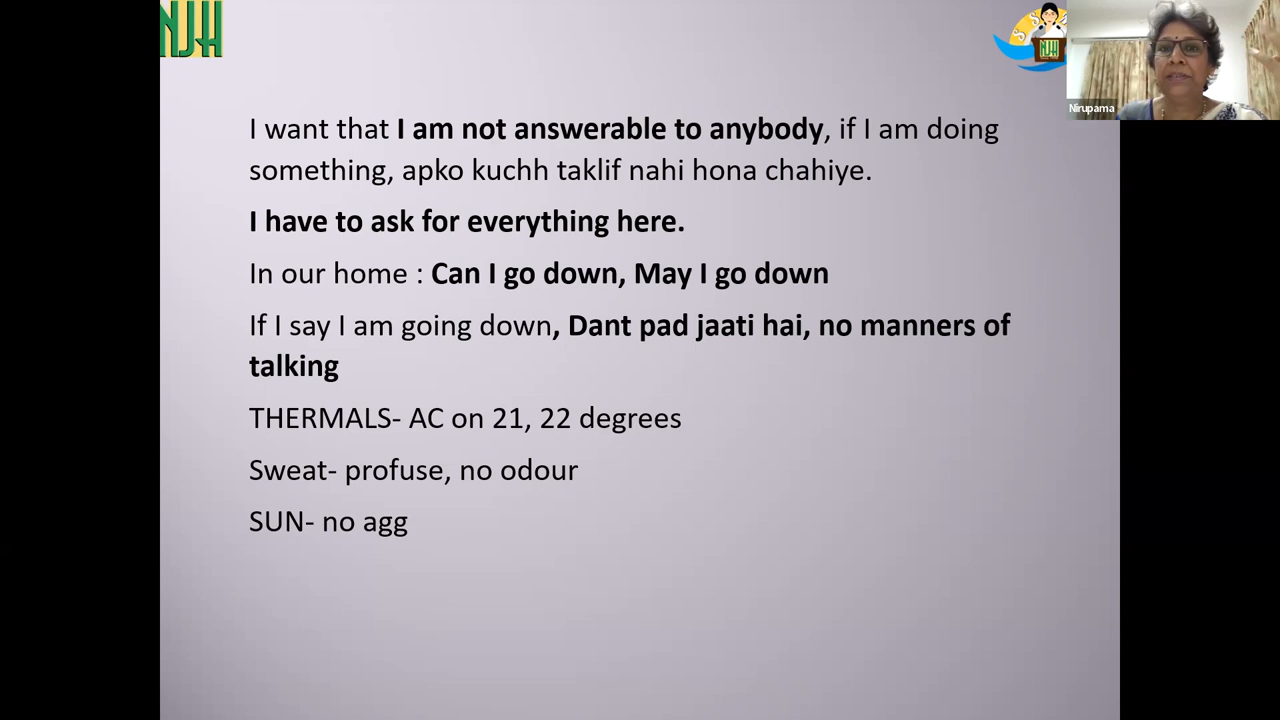 NJH
NJH
Nirupama
I want that I am not answerable to anybody, if I am doing
something, apko kuchh taklif nahi hona chahiye.
I have to ask for everything here.
In our home : Can I go down, May I go down
If I say I am going down, Dant pad jaati hai, no manners of
talking
THERMALS- AC on 21, 22 degrees
Sweat- profuse, no odour
SUN- no agg